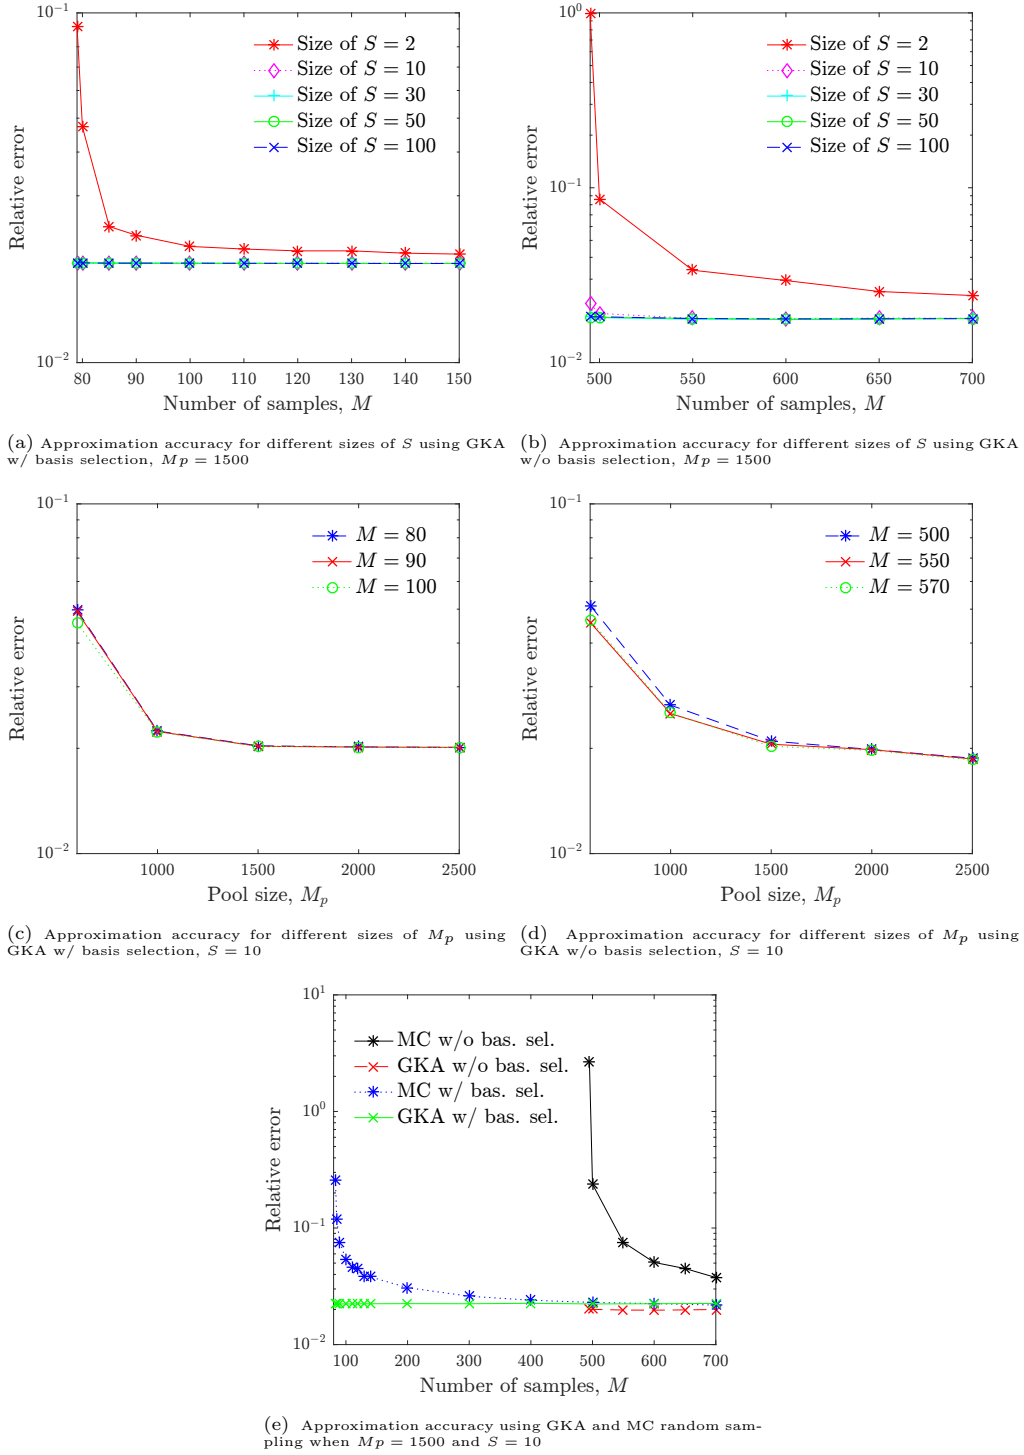 10^{-1}
10^{-2}
Relative error
80 90 100 110 120 130 140 150
Number of samples, M
Size of S = 2
Size of S = 10
Size of S = 30
Size of S = 50
Size of S = 100
(a) Approximation accuracy for different sizes of S using GKA
w/ basis selection, Mp = 1500
10^{0}
10^{-1}
10^{-2}
Relative error
500 550 600 650 700
Number of samples, M
Size of S = 2
Size of S = 10
Size of S = 30
Size of S = 50
Size of S = 100
(b) Approximation accuracy for different sizes of S using GKA
w/o basis selection, Mp = 1500
10^{-1}
10^{-2}
Relative error
1000 1500 2000 2500
Pool size, M_p
M = 80
M = 90
M = 100
(c) Approximation accuracy for different sizes of M_p using
GKA w/ basis selection, S = 10
10^{-1}
10^{-2}
Relative error
1000 1500 2000 2500
Pool size, M_p
M = 500
M = 550
M = 570
(d) Approximation accuracy for different sizes of M_p using
GKA w/o basis selection, S = 10
10^{1}
10^{0}
10^{-1}
10^{-2}
Relative error
100 200 300 400 500 600 700
Number of samples, M
MC w/o bas. sel.
GKA w/o bas. sel.
MC w/ bas. sel.
GKA w/ bas. sel.
(e) Approximation accuracy using GKA and MC random sam-
pling when Mp = 1500 and S = 10